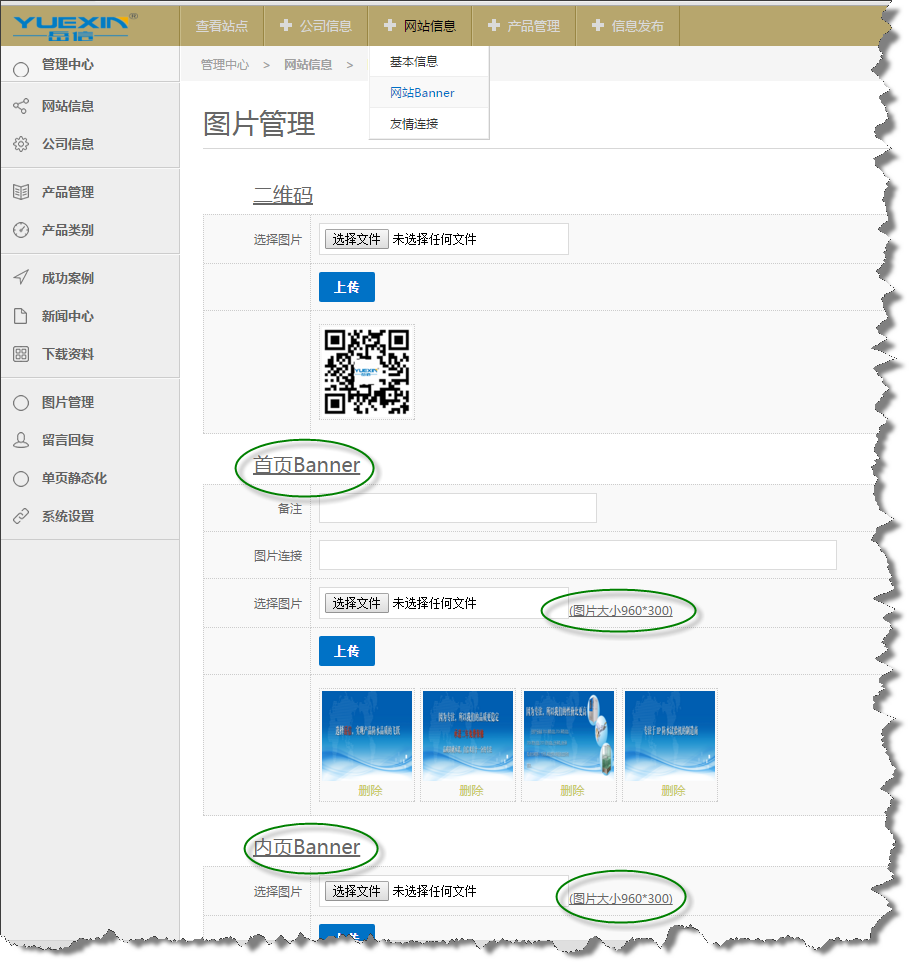 YUEXIN®
岳信
查看站点
公司信息
网站信息
产品管理
信息发布
管理中心
网站信息
公司信息
产品管理
产品类别
成功案例
新闻中心
下载资料
图片管理
留言回复
单页静态化
系统设置
管理中心 > 网站信息 >
基本信息
网站Banner
友情连接
图片管理
二维码
选择图片 选择文件 未选择任何文件
上传
YUEXIN
首页Banner
备注
图片连接
选择图片 选择文件 未选择任何文件 (图片大小960*300)
上传
删除 删除 删除 删除
内页Banner
选择图片 选择文件 未选择任何文件 (图片大小960*300)
上传